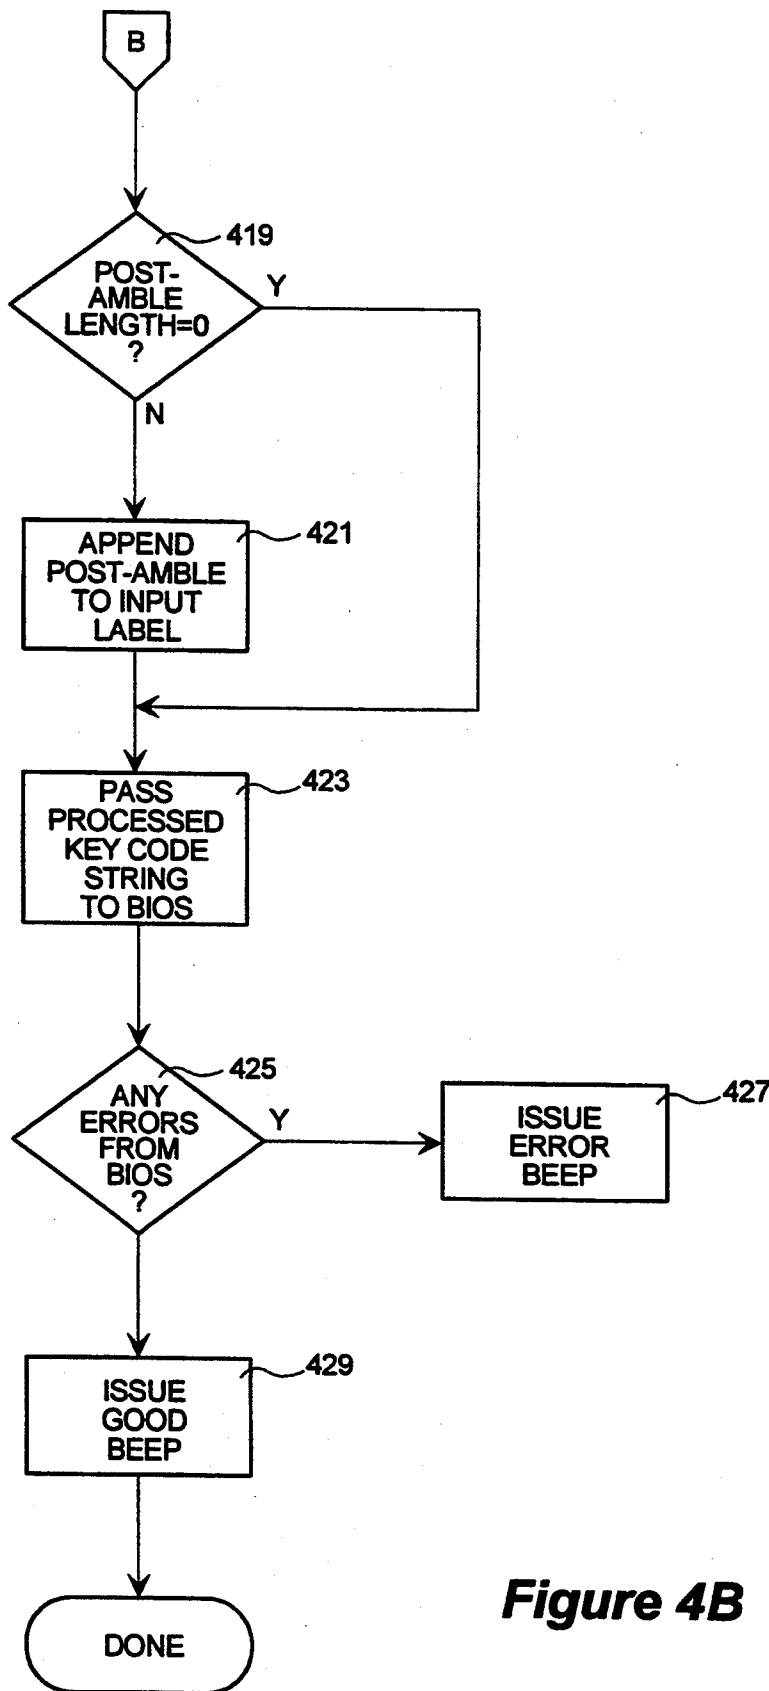 B
419
POST-
AMBLE
LENGTH=0
?
Y
N
APPEND
POST-AMBLE
TO INPUT
LABEL
421
PASS
PROCESSED
KEY CODE
STRING
TO BIOS
423
425
ANY
ERRORS
FROM
BIOS
?
Y
ISSUE
ERROR
BEEP
427
ISSUE
GOOD
BEEP
429
DONE
Figure 4B